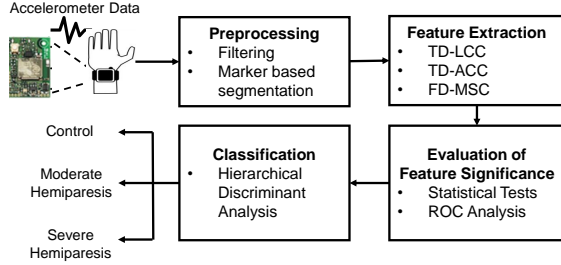 Accelerometer Data
Preprocessing
• Filtering
• Marker based
segmentation
Feature Extraction
• TD-LCC
• TD-ACC
• FD-MSC
Control
Moderate
Hemiparesis
Severe
Hemiparesis
Classification
• Hierarchical
Discriminant
Analysis
Evaluation of
Feature Significance
• Statistical Tests
• ROC Analysis